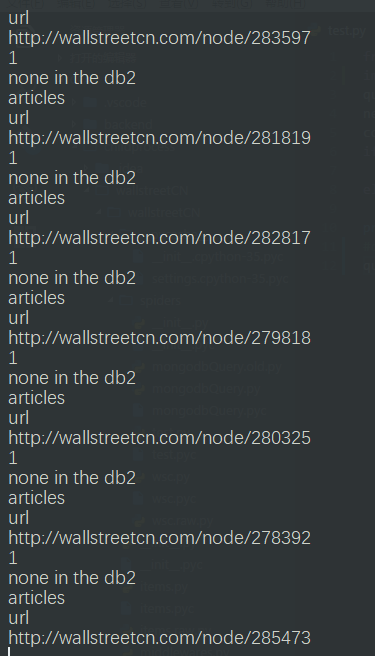 url
http://wallstreetcn.com/node/283597
1
none in the db2
articles
url
http://wallstreetcn.com/node/281819
1
none in the db2
articles
url
http://wallstreetcn.com/node/282817
1
none in the db2
articles
url
http://wallstreetcn.com/node/279818
1
none in the db2
articles
url
http://wallstreetcn.com/node/280325
1
none in the db2
articles
url
http://wallstreetcn.com/node/278392
1
none in the db2
articles
url
http://wallstreetcn.com/node/285473